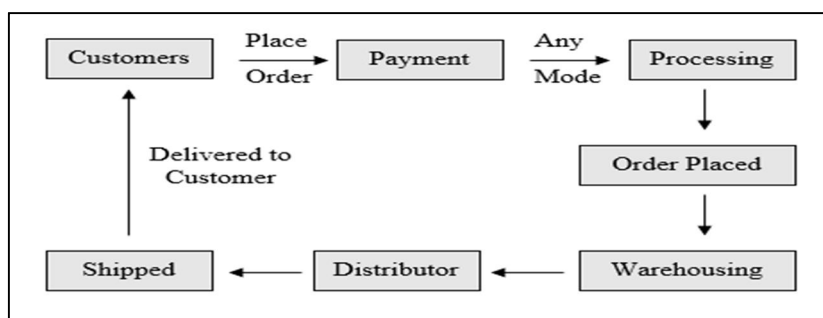 Customers
Place
Order
Payment
Any
Mode
Processing
Order Placed
Warehousing
Distributor
Shipped
Delivered to
Customer